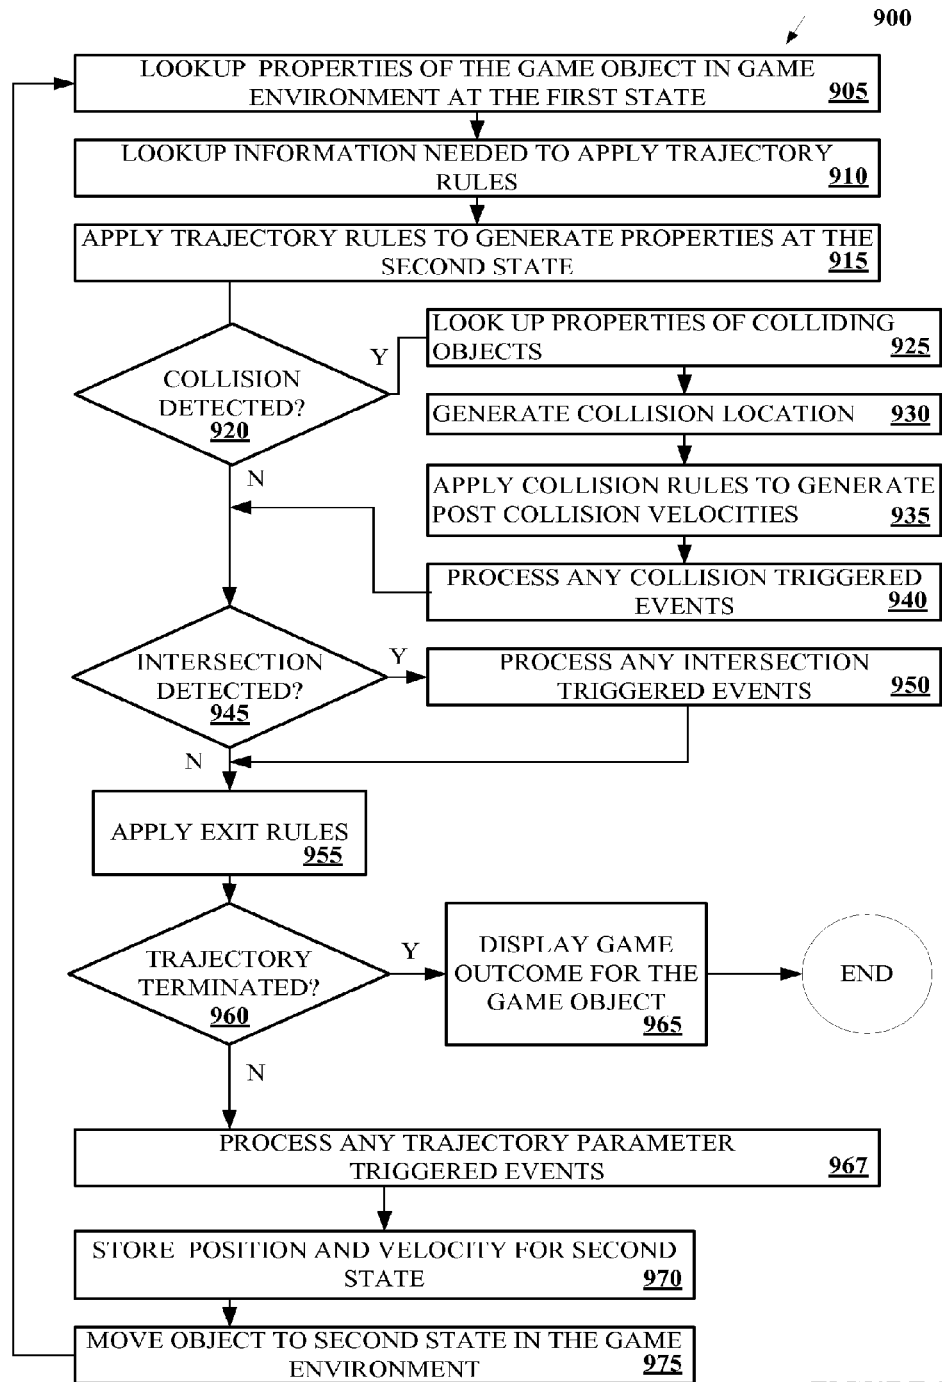 900
LOOKUP PROPERTIES OF THE GAME OBJECT IN GAME
ENVIRONMENT AT THE FIRST STATE
905
LOOKUP INFORMATION NEEDED TO APPLY TRAJECTORY
RULES
910
APPLY TRAJECTORY RULES TO GENERATE PROPERTIES AT THE
SECOND STATE
915
COLLISION
DETECTED?
920
Y
N
LOOK UP PROPERTIES OF COLLIDING
OBJECTS
925
GENERATE COLLISION LOCATION
930
APPLY COLLISION RULES TO GENERATE
POST COLLISION VELOCITIES
935
PROCESS ANY COLLISION TRIGGERED
EVENTS
940
INTERSECTION
DETECTED?
945
Y
N
PROCESS ANY INTERSECTION
TRIGGERED EVENTS
950
APPLY EXIT RULES
955
TRAJECTORY
TERMINATED?
960
Y
N
DISPLAY GAME
OUTCOME FOR THE
GAME OBJECT
965
END
PROCESS ANY TRAJECTORY PARAMETER
TRIGGERED EVENTS
967
STORE POSITION AND VELOCITY FOR SECOND
STATE
970
MOVE OBJECT TO SECOND STATE IN THE GAME
ENVIRONMENT
975